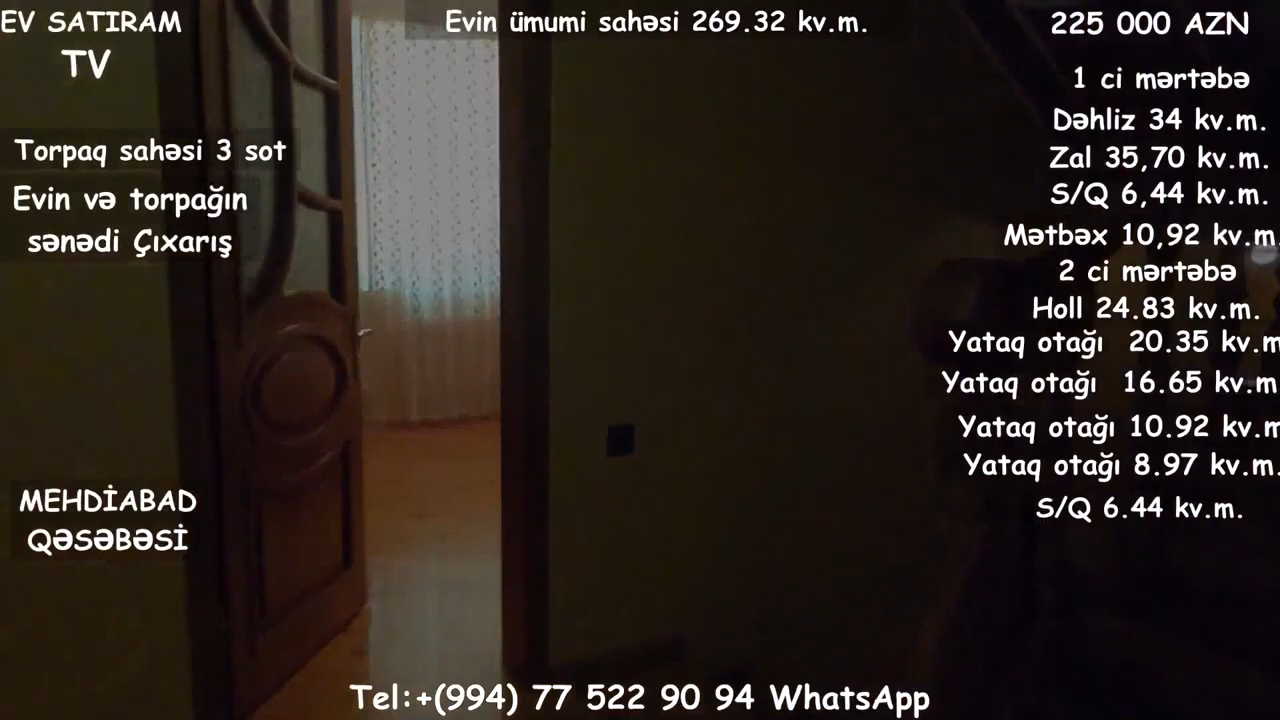 EV SATIRAM
TV
Evin ümumi sahəsi 269.32 kv.m.
225 000 AZN
Torpaq sahəsi 3 sot
Evin və torpağın
sənədi Çıxarış
MEHDİABAD
QƏSƏBƏSİ
1 ci mərtəbə
Dəhliz 34 kv.m.
Zal 35,70 kv.m.
S/Q 6,44 kv.m.
Mətbəx 10,92 kv.m.
2 ci mərtəbə
Holl 24.83 kv.m.
Yataq otağı 20.35 kv.m
Yataq otağı 16.65 kv.m
Yataq otağı 10.92 kv.m
Yataq otağı 8.97 kv.m.
S/Q 6.44 kv.m.
Tel:+(994) 77 522 90 94 WhatsApp